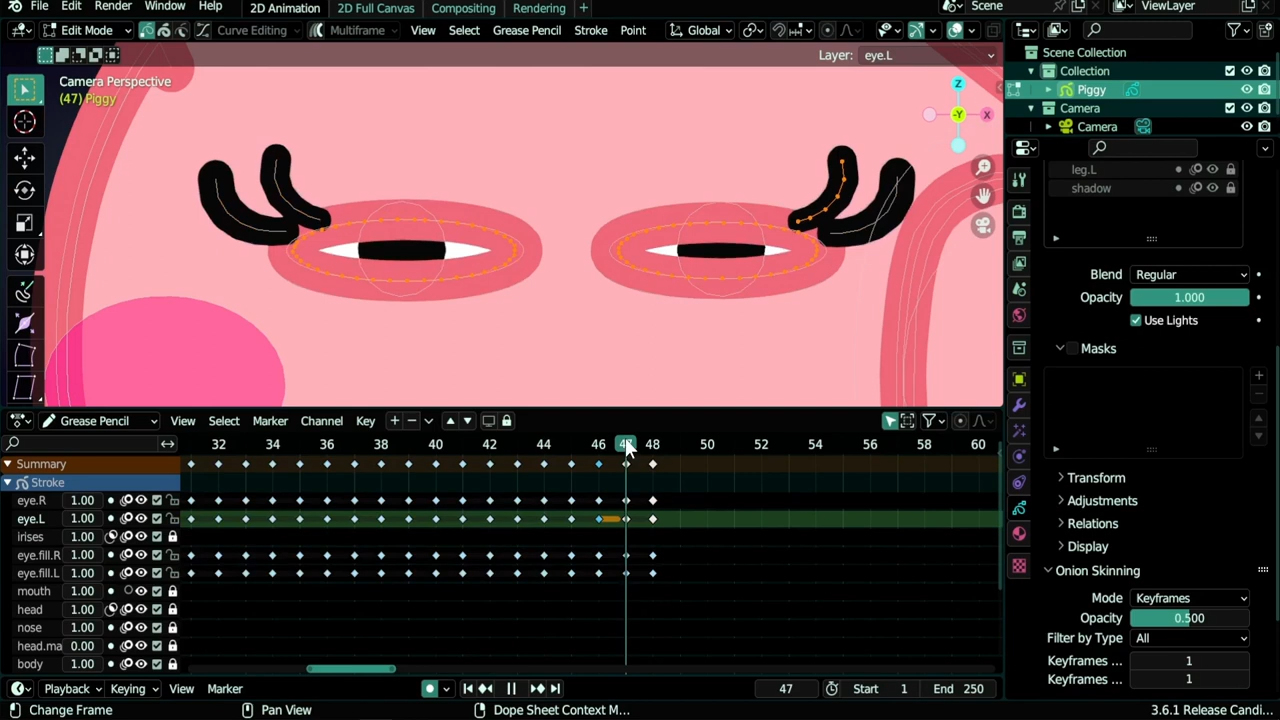 File Edit Render Window Help 2D Animation 2D Full Canvas Compositing Rendering + Scene ViewLayer
Edit Mode Curve Editing Multiframe View Select Grease Pencil Stroke Point Global
Layer: eye.L
Camera Perspective
(47) Piggy
Z
-Y X
Scene Collection
Collection
Piggy
Camera
Camera
leg.L
shadow
Blend Regular
Opacity 1.000
Use Lights
Masks
Transform
Adjustments
Relations
Display
Onion Skinning
Mode Keyframes
Opacity 0.500
Filter by Type All
Keyframes ... 1
Keyframes ... 1
Grease Pencil View Select Marker Channel Key
32 34 36 38 40 42 44 46 47 48 50 52 54 56 58 60
Summary
Stroke
eye.R 1.00
eye.L 1.00
irises 1.00
eye.fill.R 1.00
eye.fill.L 1.00
mouth 1.00
head 1.00
nose 1.00
head.ma 0.00
body 1.00
Playback Keying View Marker 47 Start 1 End 250
Change Frame Pan View Dope Sheet Context M... 3.6.1 Release Candi...